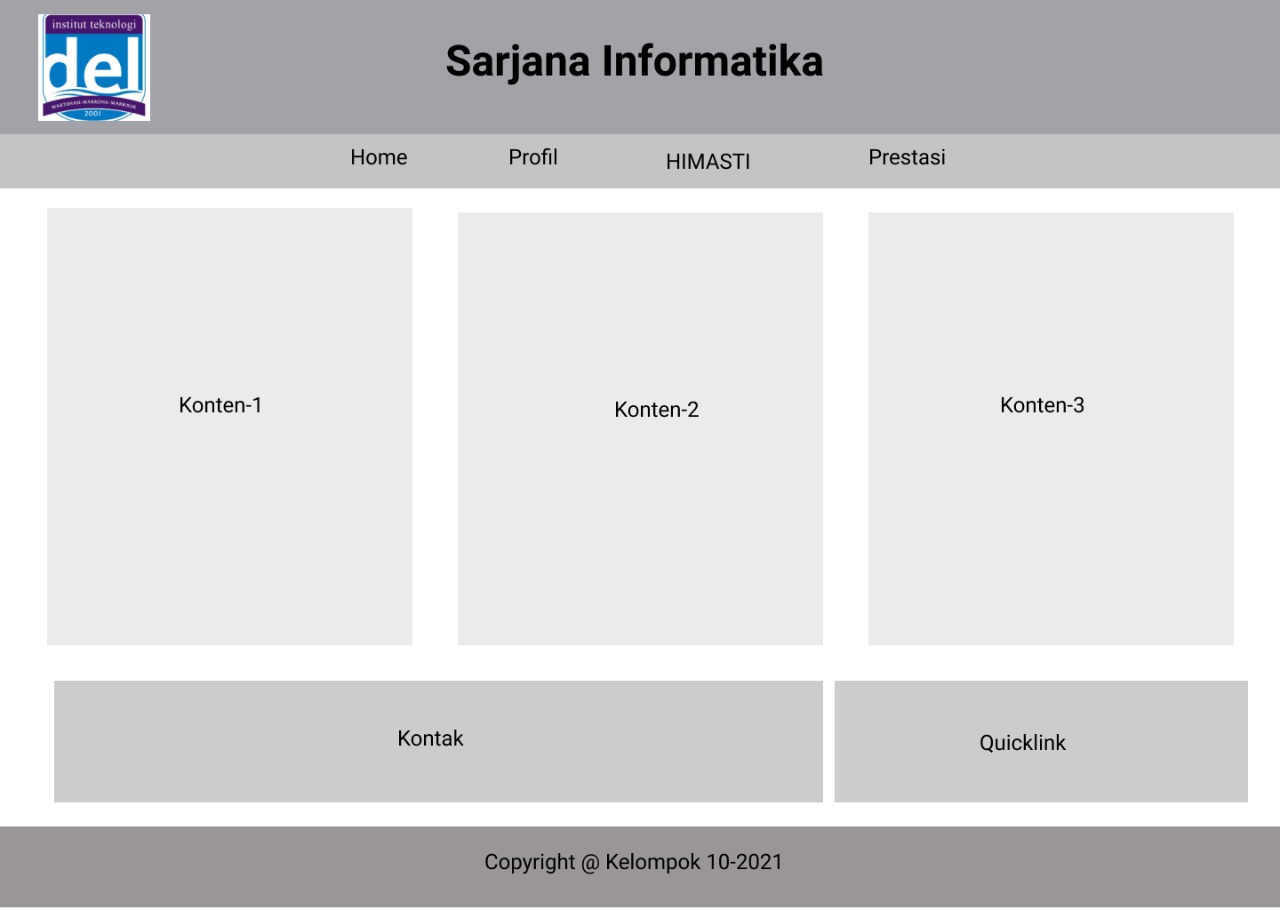 institut teknologi
del
MARTUHAN-MARROHA-MARBISUK
2001
Sarjana Informatika
Home Profil HIMASTI Prestasi
Konten-1 Konten-2 Konten-3
Kontak Quicklink
Copyright @ Kelompok 10-2021